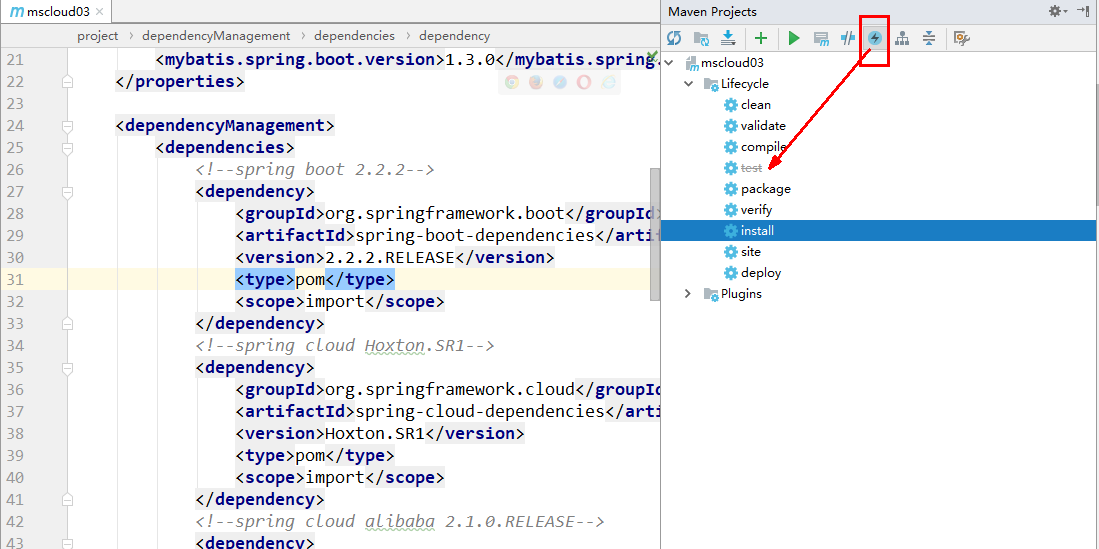 mscloud03
project
dependencyManagement
dependencies
dependency
21 <mybatis.spring.boot.version>1.3.0</mybatis.spring.
22 </properties>
23
24 <dependencyManagement>
25 <dependencies>
26 <!--spring boot 2.2.2-->
27 <dependency>
28 <groupId>org.springframework.boot</groupId>
29 <artifactId>spring-boot-dependencies</artif
30 <version>2.2.2.RELEASE</version>
31 <type>pom</type>
32 <scope>import</scope>
33 </dependency>
34 <!--spring cloud Hoxton.SR1-->
35 <dependency>
36 <groupId>org.springframework.cloud</groupId
37 <artifactId>spring-cloud-dependencies</arti
38 <version>Hoxton.SR1</version>
39 <type>pom</type>
40 <scope>import</scope>
41 </dependency>
42 <!--spring cloud alibaba 2.1.0.RELEASE-->
43 <dependency>
Maven Projects
mscloud03
Lifecycle
clean
validate
compile
test
package
verify
install
site
deploy
Plugins